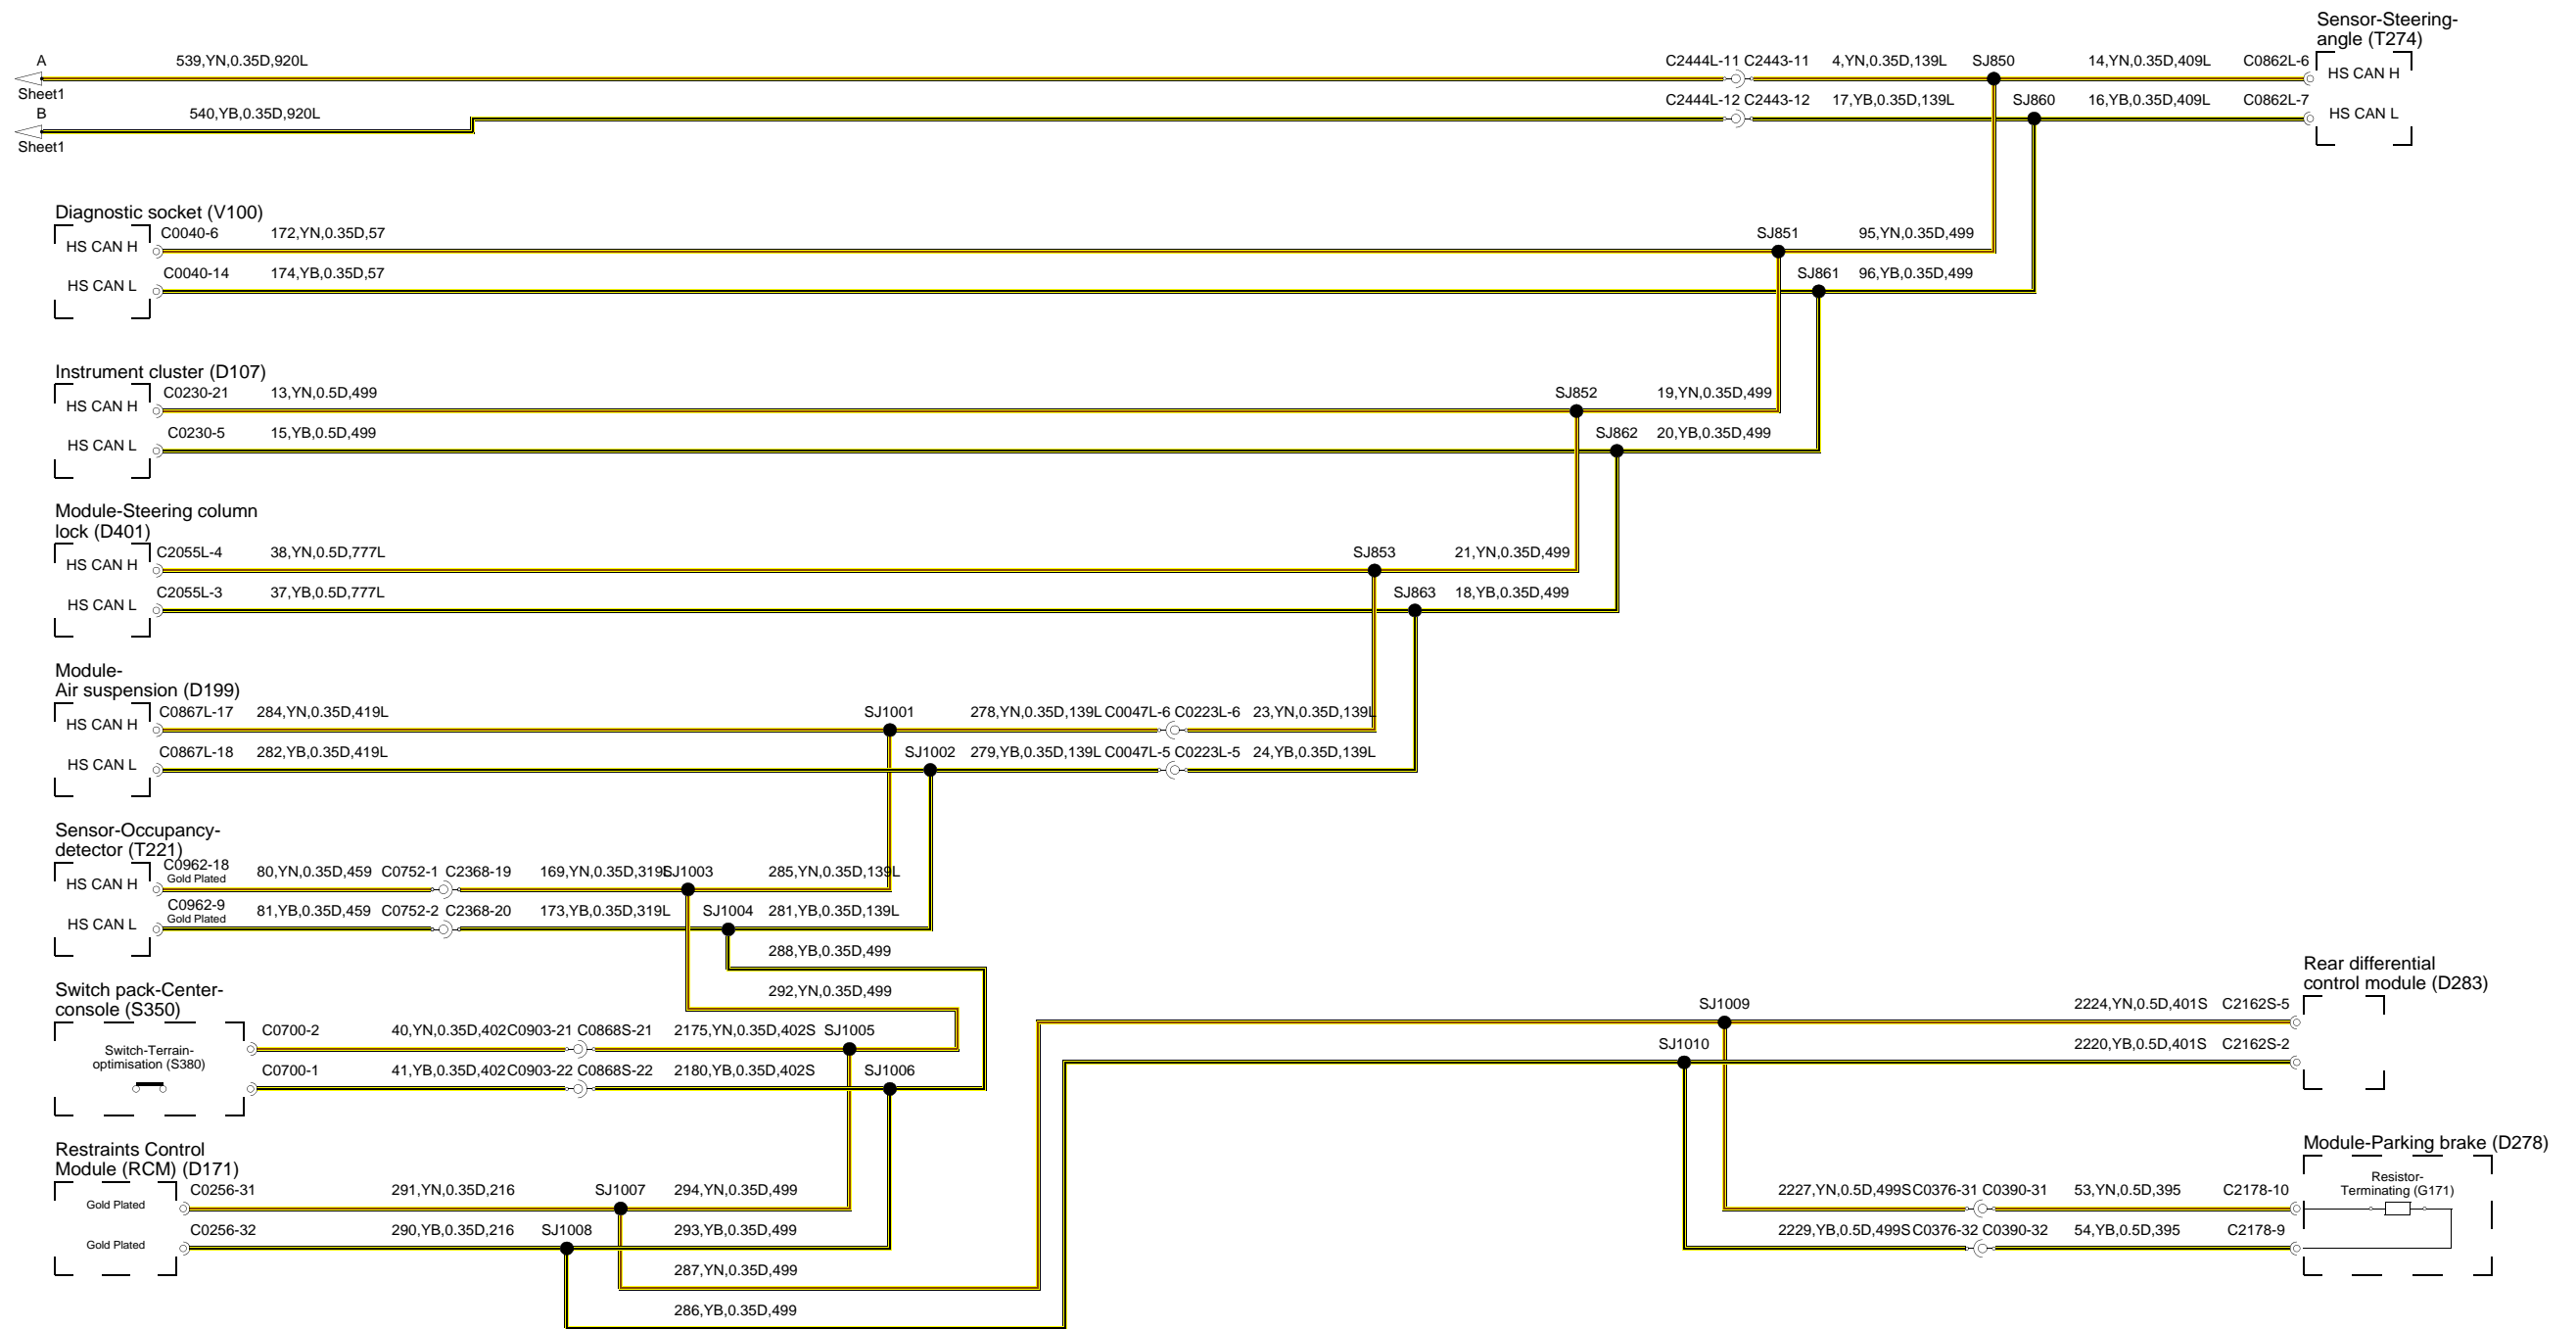 Sensor-Steering-
angle (T274)
A
539,YN,0.35D,920L
C2444L-11 C2443-11
4,YN,0.35D,139L
SJ850
14,YN,0.35D,409L
C0862L-6
HS CAN H
Sheet1
B
540,YB,0.35D,920L
C2444L-12 C2443-12
17,YB,0.35D,139L
SJ860
16,YB,0.35D,409L
C0862L-7
HS CAN L
Sheet1
Diagnostic socket (V100)
HS CAN H
C0040-6
172,YN,0.35D,57
SJ851
95,YN,0.35D,499
HS CAN L
C0040-14
174,YB,0.35D,57
SJ861
96,YB,0.35D,499
Instrument cluster (D107)
HS CAN H
C0230-21
13,YN,0.5D,499
SJ852
19,YN,0.35D,499
HS CAN L
C0230-5
15,YB,0.5D,499
SJ862
20,YB,0.35D,499
Module-Steering column
lock (D401)
HS CAN H
C2055L-4
38,YN,0.5D,777L
SJ853
21,YN,0.35D,499
HS CAN L
C2055L-3
37,YB,0.5D,777L
SJ863
18,YB,0.35D,499
Module-
Air suspension (D199)
HS CAN H
C0867L-17
284,YN,0.35D,419L
SJ1001
278,YN,0.35D,139L
C0047L-6 C0223L-6
23,YN,0.35D,139L
HS CAN L
C0867L-18
282,YB,0.35D,419L
SJ1002
279,YB,0.35D,139L
C0047L-5 C0223L-5
24,YB,0.35D,139L
Sensor-Occupancy-
detector (T221)
HS CAN H
C0962-18
Gold Plated
80,YN,0.35D,459
C0752-1 C2368-19
169,YN,0.35D,319L
SJ1003
285,YN,0.35D,139L
HS CAN L
C0962-9
Gold Plated
81,YB,0.35D,459
C0752-2 C2368-20
173,YB,0.35D,319L
SJ1004
281,YB,0.35D,139L
288,YB,0.35D,499
292,YN,0.35D,499
Switch pack-Center-
console (S350)
Switch-Terrain-
optimisation (S380)
C0700-2
40,YN,0.35D,402
C0903-21 C0868S-21
2175,YN,0.35D,402S
SJ1005
C0700-1
41,YB,0.35D,402
C0903-22 C0868S-22
2180,YB,0.35D,402S
SJ1006
Rear differential
control module (D283)
SJ1009
2224,YN,0.5D,401S
C2162S-5
SJ1010
2220,YB,0.5D,401S
C2162S-2
Restraints Control
Module (RCM) (D171)
Gold Plated
C0256-31
291,YN,0.35D,216
SJ1007
294,YN,0.35D,499
Gold Plated
C0256-32
290,YB,0.35D,216
SJ1008
293,YB,0.35D,499
287,YN,0.35D,499
286,YB,0.35D,499
Module-Parking brake (D278)
Resistor-
Terminating (G171)
2227,YN,0.5D,499S
C0376-31 C0390-31
53,YN,0.5D,395
C2178-10
2229,YB,0.5D,499S
C0376-32 C0390-32
54,YB,0.5D,395
C2178-9